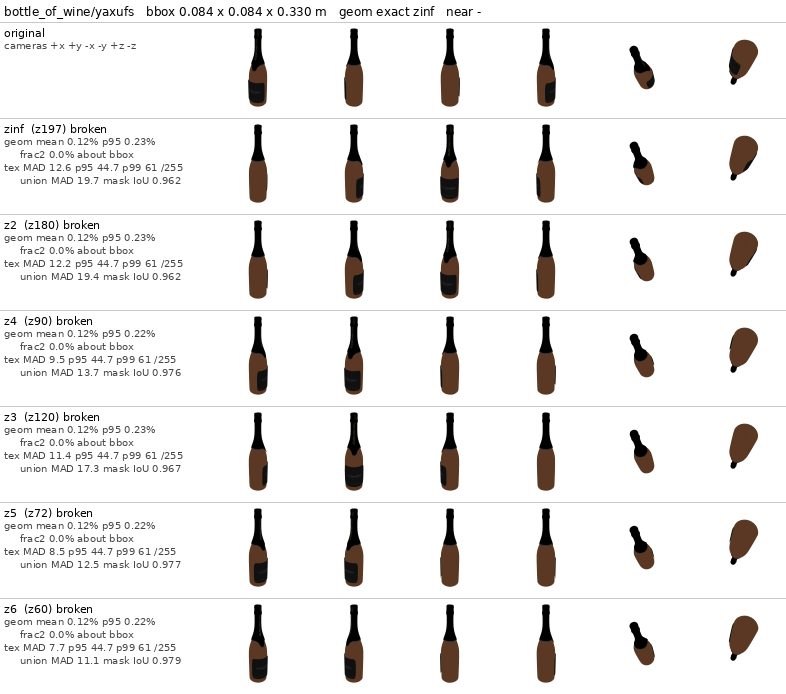 bottle_of_wine/yaxufs bbox 0.084 x 0.084 x 0.330 m geom exact zinf near -
original
cameras +x +y -x -y +z -z
zinf (z197) broken
geom mean 0.12% p95 0.23%
frac2 0.0% about bbox
tex MAD 12.6 p95 44.7 p99 61 /255
union MAD 19.7 mask IoU 0.962
z2 (z180) broken
geom mean 0.12% p95 0.23%
frac2 0.0% about bbox
tex MAD 12.2 p95 44.7 p99 61 /255
union MAD 19.4 mask IoU 0.962
z4 (z90) broken
geom mean 0.12% p95 0.22%
frac2 0.0% about bbox
tex MAD 9.5 p95 44.7 p99 61 /255
union MAD 13.7 mask IoU 0.976
z3 (z120) broken
geom mean 0.12% p95 0.23%
frac2 0.0% about bbox
tex MAD 11.4 p95 44.7 p99 61 /255
union MAD 17.3 mask IoU 0.967
z5 (z72) broken
geom mean 0.12% p95 0.22%
frac2 0.0% about bbox
tex MAD 8.5 p95 44.7 p99 61 /255
union MAD 12.5 mask IoU 0.977
z6 (z60) broken
geom mean 0.12% p95 0.22%
frac2 0.0% about bbox
tex MAD 7.7 p95 44.7 p99 61 /255
union MAD 11.1 mask IoU 0.979